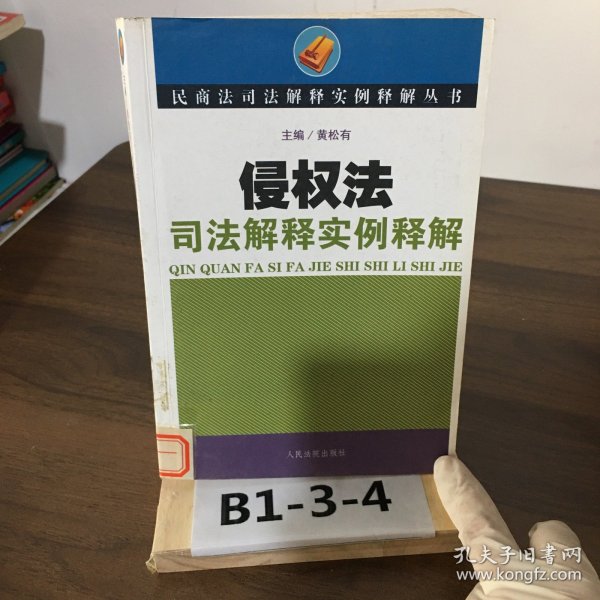 民商法司法解释实例释解丛书
主编/黄松有
侵权法
司法解释实例释解
QIN QUAN FA SI FA JIE SHI SHI LI SHI JIE
人民法院出版社
B1-3-4
孔夫子旧书网
www.kongfz.com